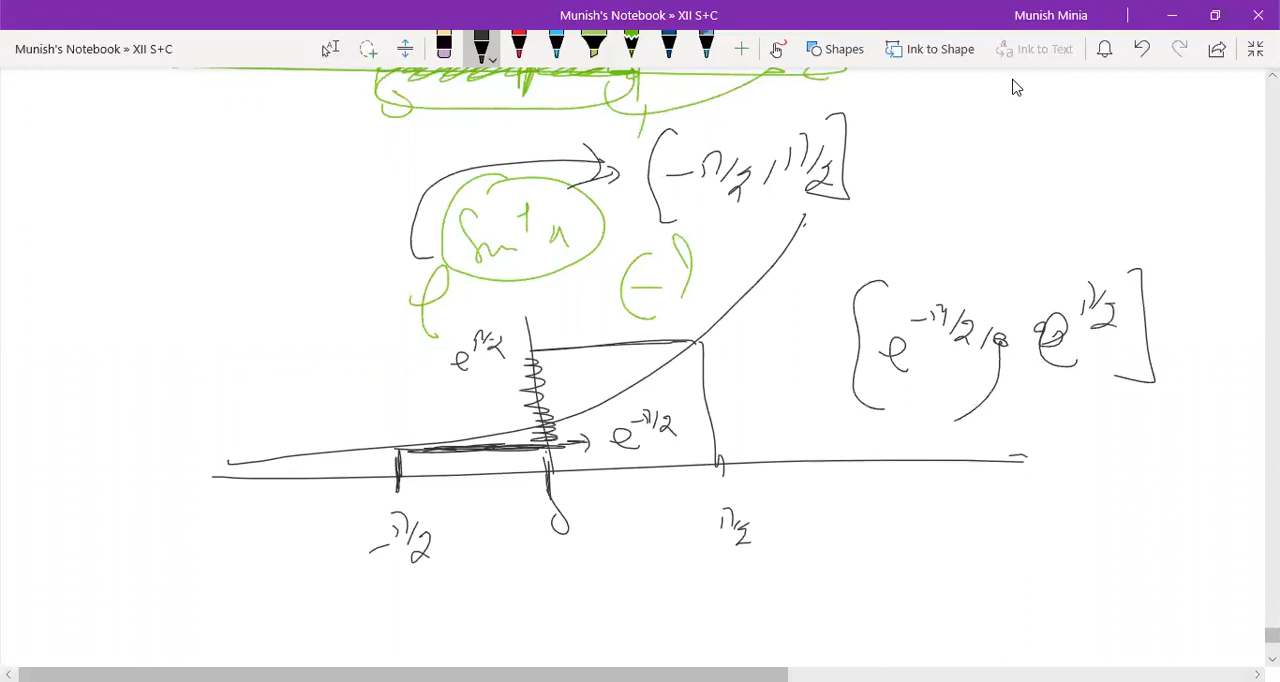 Munish's Notebook » XII S+C
Munish Minia
Munish's Notebook » XII S+C
Shapes
Ink to Shape
Ink to Text
[-π/2, π/2]
e^(sin⁻¹ x)
e^(π/2)
e^(-π/2)
[e^(-π/2), e^(π/2)]
-π/2
0
π/2